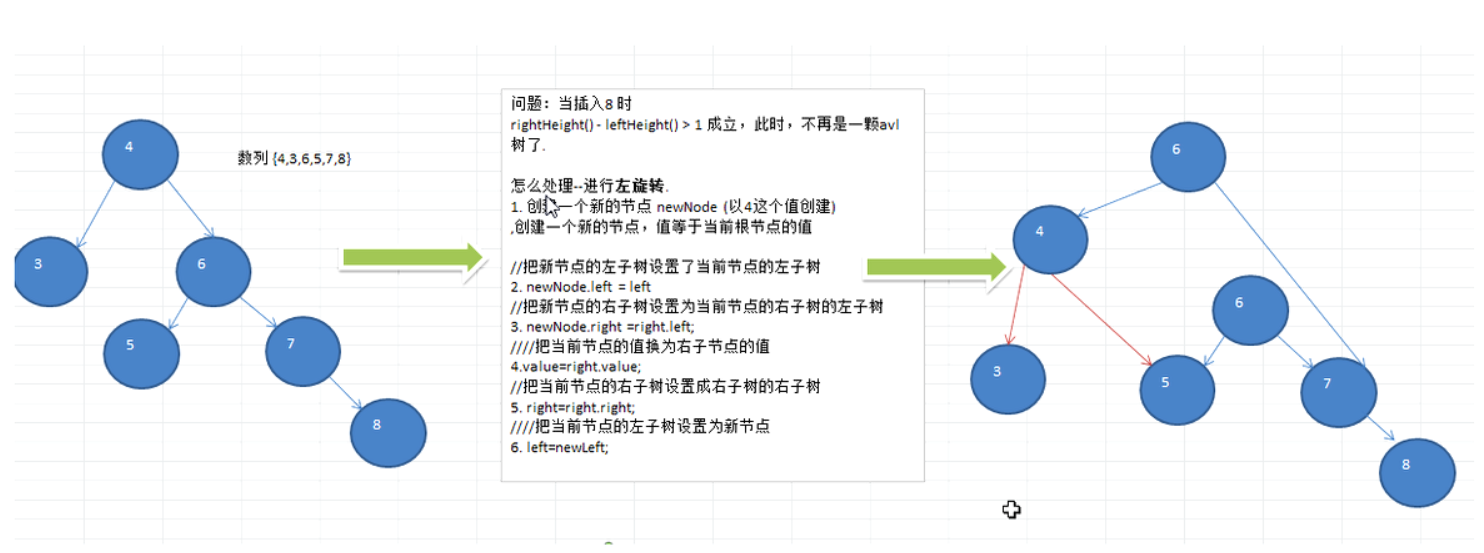 4
数列 {4,3,6,5,7,8}
3
6
5
7
8
问题：当插入8 时
rightHeight() - leftHeight() > 1 成立，此时，不再是一颗avl
树了.
怎么处理--进行左旋转.
1. 创建一个新的节点 newNode (以4这个值创建)
,创建一个新的节点，值等于当前根节点的值
//把新节点的左子树设置了当前节点的左子树
2. newNode.left = left
//把新节点的右子树设置为当前节点的右子树的左子树
3. newNode.right =right.left;
////把当前节点的值换为右子节点的值
4.value=right.value;
//把当前节点的右子树设置成右子树的右子树
5. right=right.right;
////把当前节点的左子树设置为新节点
6. left=newLeft;
6
4
6
3
5
7
8